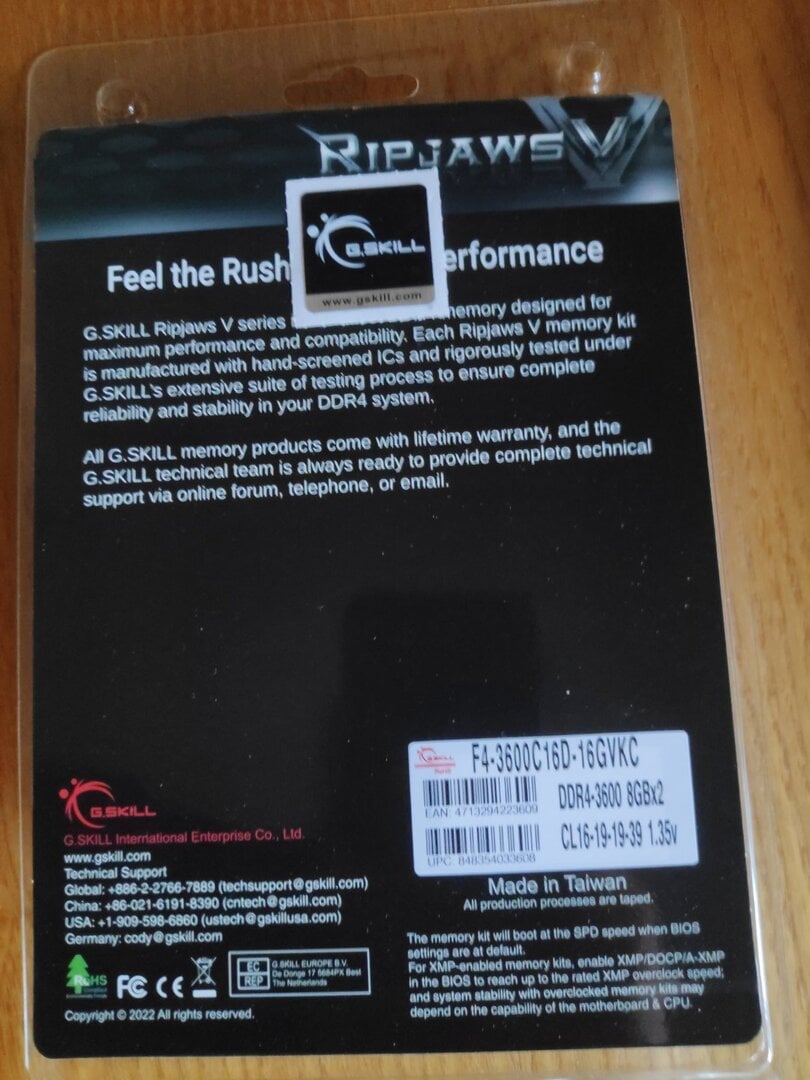 RIPJAWS V
G.SKILL
www.gskill.com
Feel the Rush erformance
G.SKILL Ripjaws V series memory designed for
maximum performance and compatibility. Each Ripjaws V memory kit
is manufactured with hand-screened ICs and rigorously tested under
G.SKILL's extensive suite of testing process to ensure complete
reliability and stability in your DDR4 system.
All G.SKILL memory products come with lifetime warranty, and the
G.SKILL technical team is always ready to provide complete technical
support via online forum, telephone, or email.
G.SKILL
G.SKILL International Enterprise Co., Ltd.
www.gskill.com
Technical Support
Global: +886-2-2766-7889 (techsupport@gskill.com)
China: +86-021-6191-8390 (cntech@gskill.com)
USA: +1-909-598-6860 (ustech@gskillusa.com)
Germany: cody@gskill.com
RoHS
FC CE
EC REP
G.SKILL EUROPE B.V.
De Donge 17 5684PX Best
The Netherlands
Copyright © 2022 All rights reserved.
G.SKILL
RoHS
F4-3600C16D-16GVKC
EAN: 4713294223609
DDR4-3600 8GBx2
UPC: 848354033608
CL16-19-19-39 1.35v
Made in Taiwan
All production processes are taped.
The memory kit will boot at the SPD speed when BIOS
settings are at default.
For XMP-enabled memory kits, enable XMP/DOCP/A-XMP
in the BIOS to reach up to the rated XMP overclock speed;
and system stability with overclocked memory kits may
depend on the capability of the motherboard & CPU.